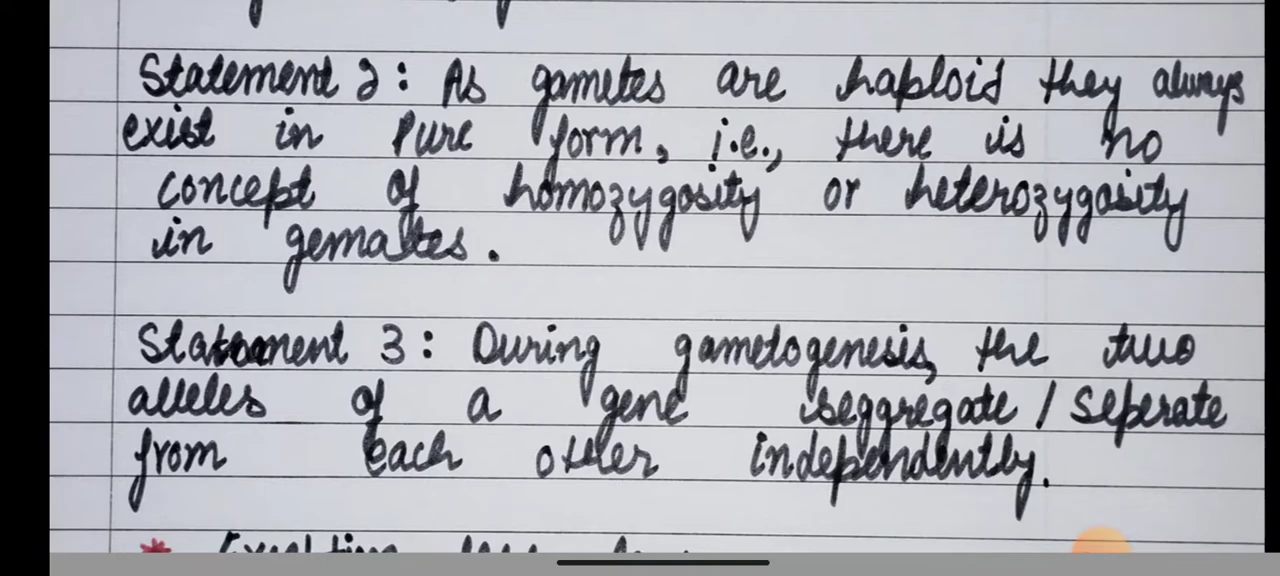 Statement 2: As gametes are haploid they always
exist in Pure form, i.e., there is no
concept of homozygosity or heterozygosity
in gemates.
Statement 3: During gametogenesis, the two
alleles of a gene seggregate / seperate
from each other independently.